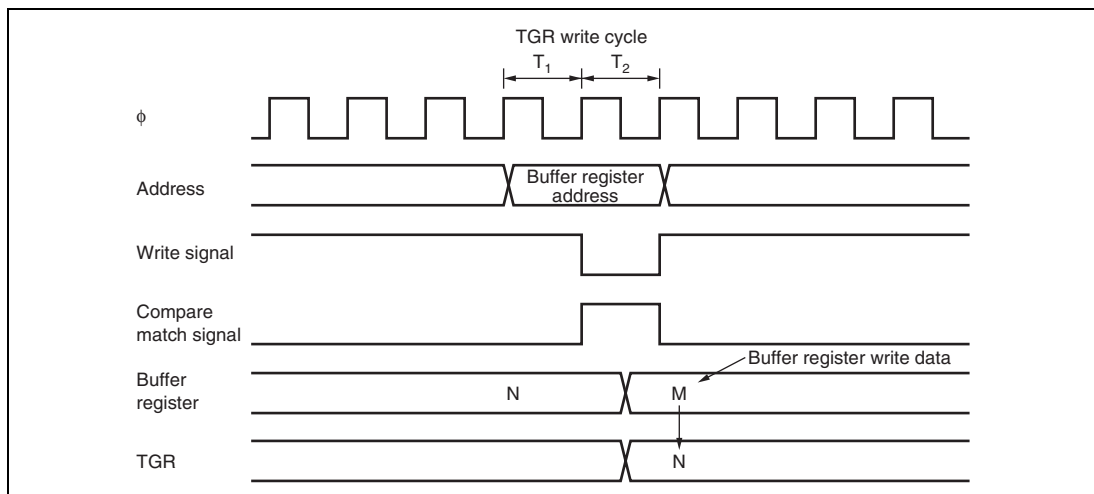 TGR write cycle
T1 T2
φ
Address
Buffer register
address
Write signal
Compare
match signal
Buffer register write data
Buffer
register
N M
TGR
N